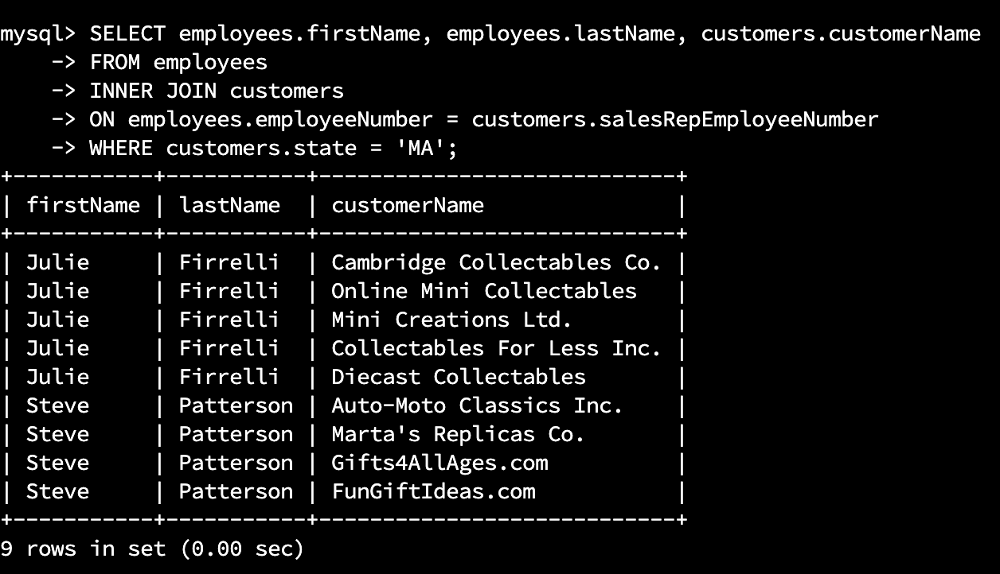 mysql> SELECT employees.firstName, employees.lastName, customers.customerName
    -> FROM employees
    -> INNER JOIN customers
    -> ON employees.employeeNumber = customers.salesRepEmployeeNumber
    -> WHERE customers.state = 'MA';
+-----------+-----------+----------------------------+
| firstName | lastName  | customerName               |
+-----------+-----------+----------------------------+
| Julie     | Firrelli  | Cambridge Collectables Co. |
| Julie     | Firrelli  | Online Mini Collectables   |
| Julie     | Firrelli  | Mini Creations Ltd.        |
| Julie     | Firrelli  | Collectables For Less Inc. |
| Julie     | Firrelli  | Diecast Collectables       |
| Steve     | Patterson | Auto-Moto Classics Inc.    |
| Steve     | Patterson | Marta's Replicas Co.       |
| Steve     | Patterson | Gifts4AllAges.com          |
| Steve     | Patterson | FunGiftIdeas.com           |
+-----------+-----------+----------------------------+
9 rows in set (0.00 sec)